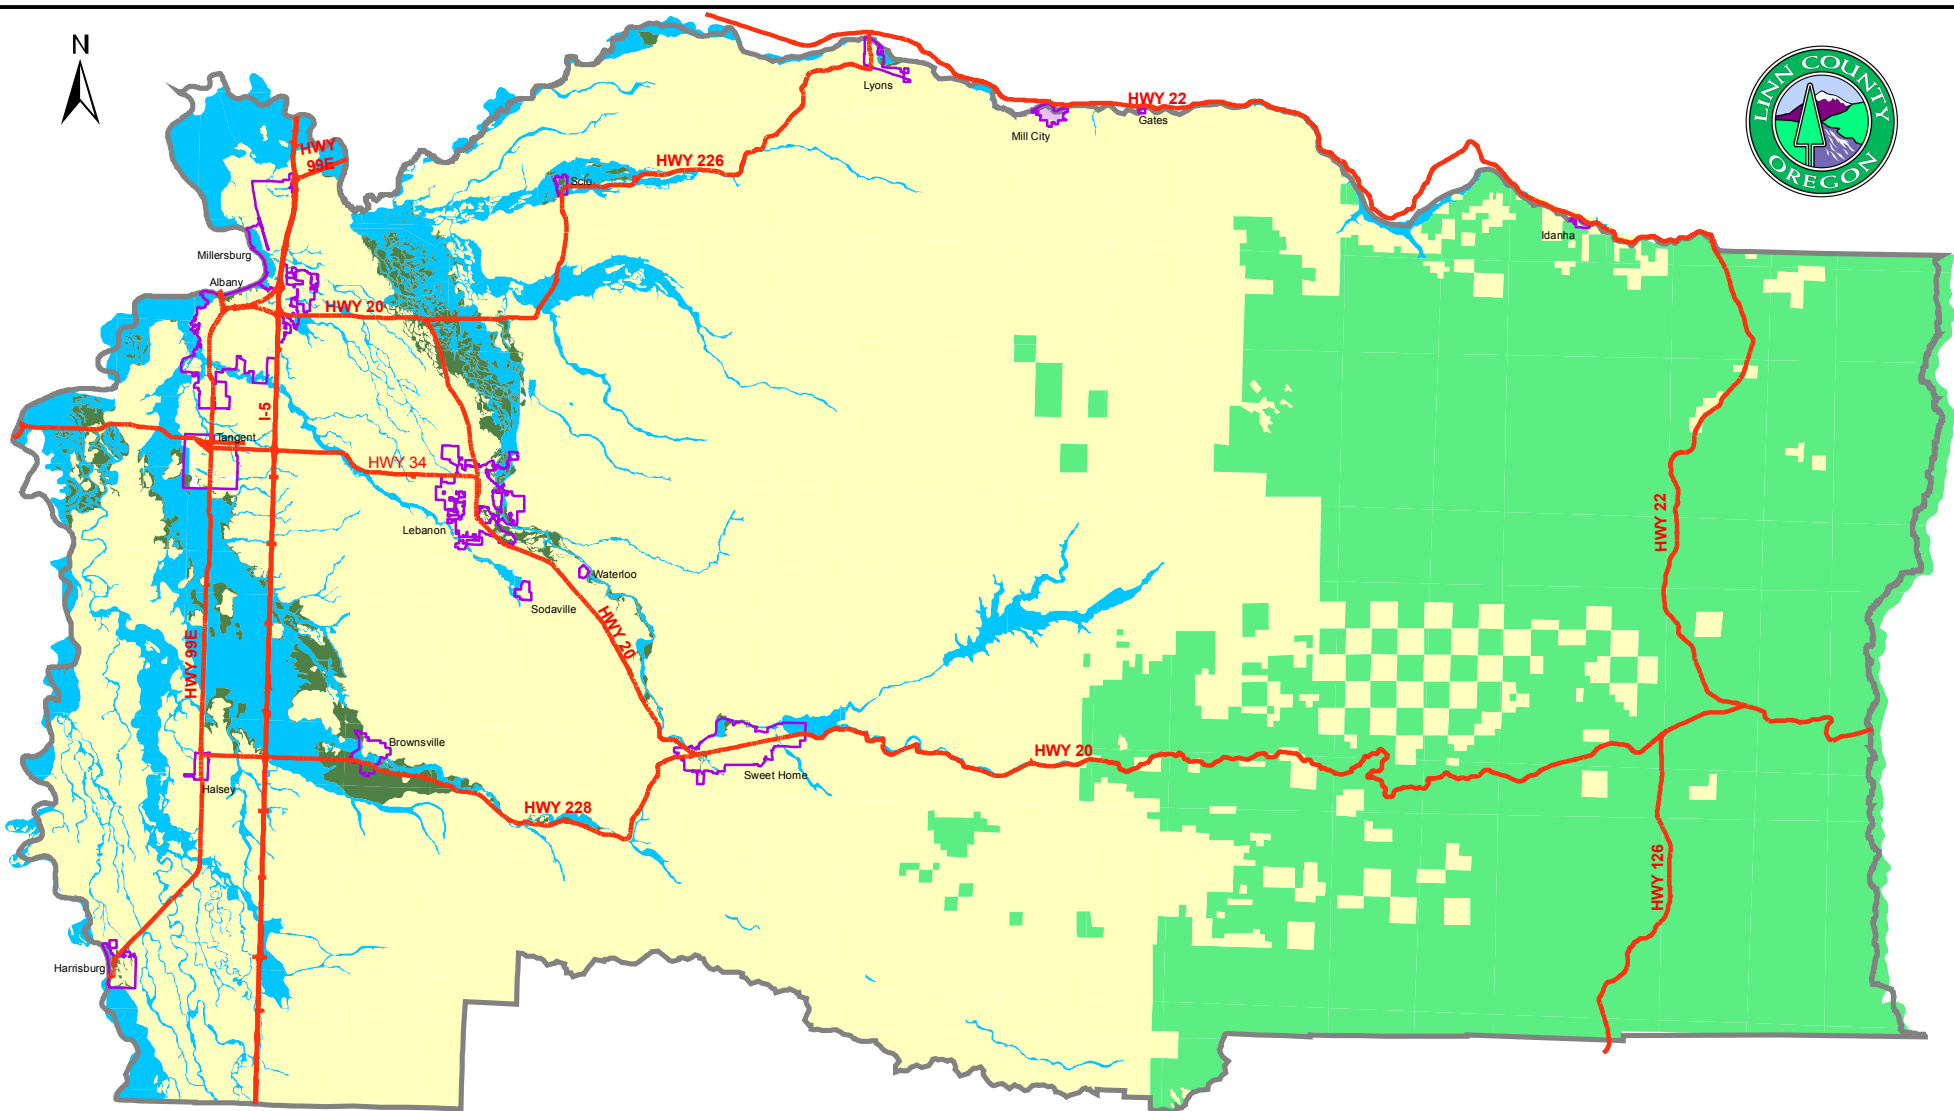 N
LINN COUNTY
OREGON
Lyons
HWY 22
Mill City
Gates
HWY
99E
HWY 226
Scio
Idanha
Millersburg
Albany
HWY 20
I-5
Tangent
HWY 34
Lebanon
HWY 22
Waterloo
Sodaville
HWY 20
HWY 99E
Brownsville
HWY 20
Sweet Home
Halsey
HWY 228
HWY 126
Harrisburg